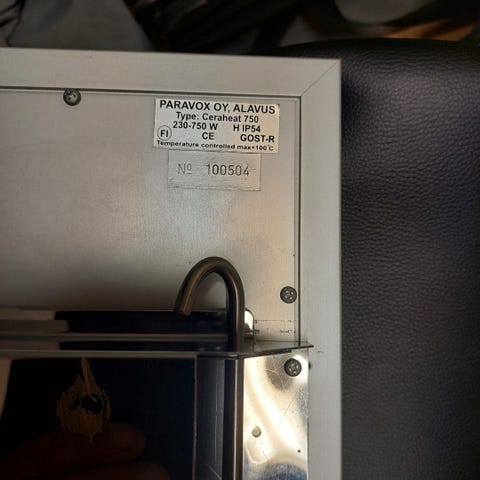 PARAVOX OY, ALAVUS
Type: Ceraheat 750
230-750 W H IP54
FI CE GOST-R
Temperature controlled max+100°C
No 100504